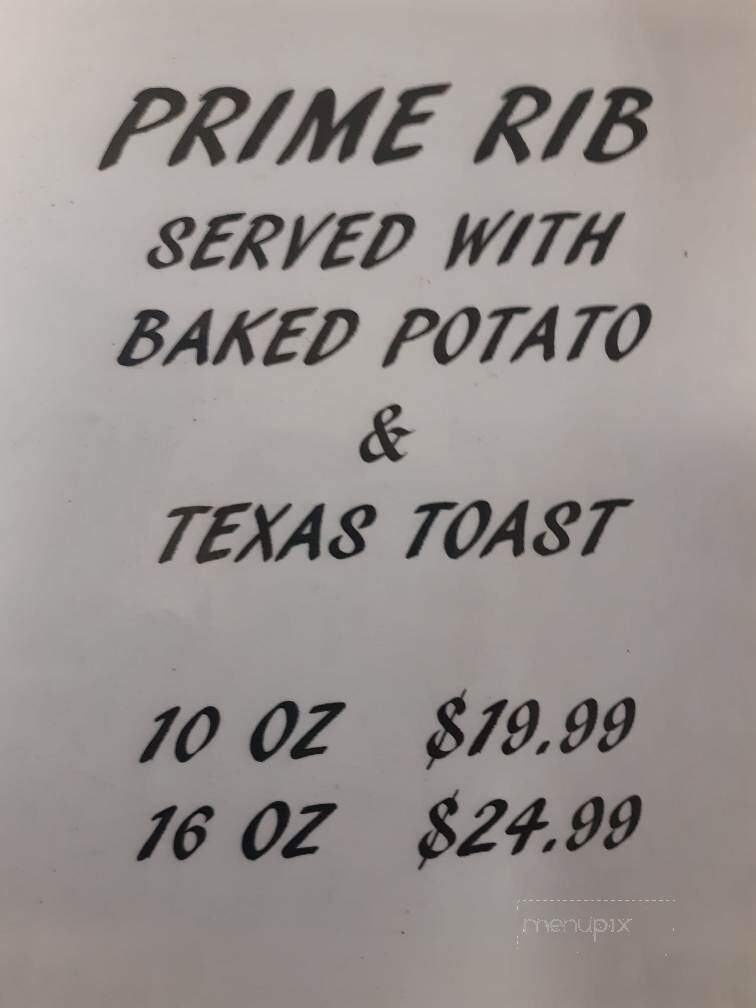 PRIME RIB
SERVED WITH
BAKED POTATO
&
TEXAS TOAST
10 OZ $19.99
16 OZ $24.99
menupix